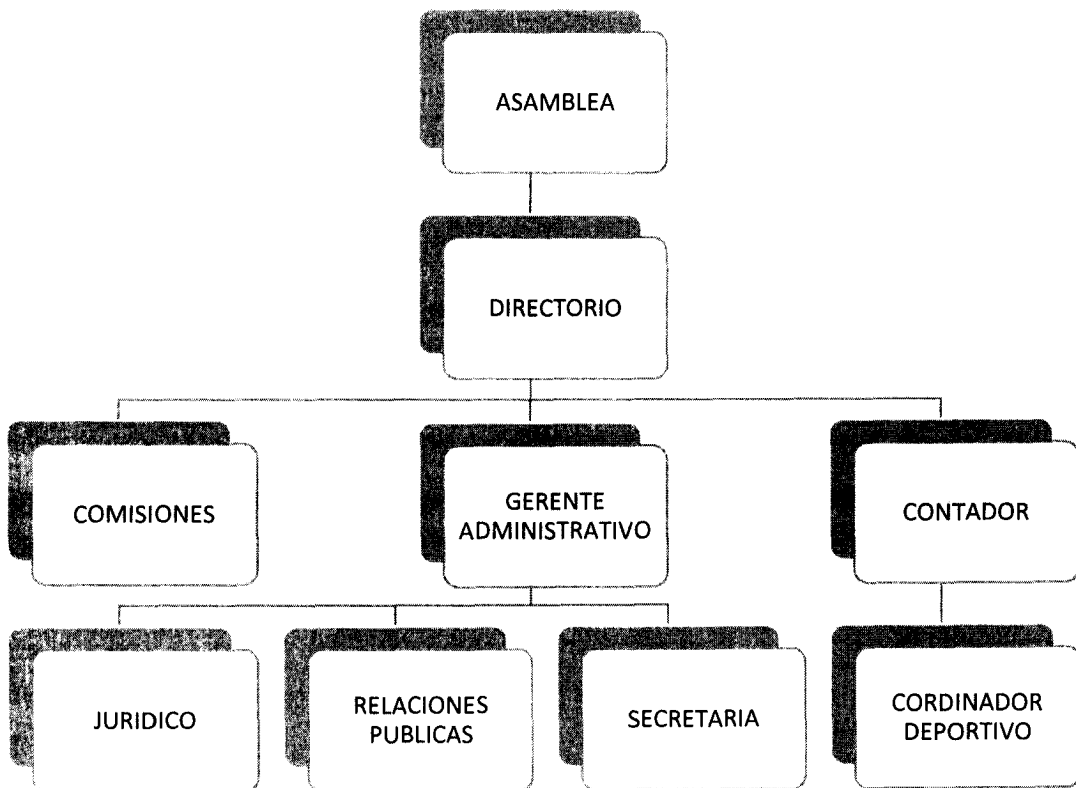 ASAMBLEA
DIRECTORIO
COMISIONES
GERENTE
ADMINISTRATIVO
CONTADOR
JURIDICO
RELACIONES
PUBLICAS
SECRETARIA
CORDINADOR
DEPORTIVO